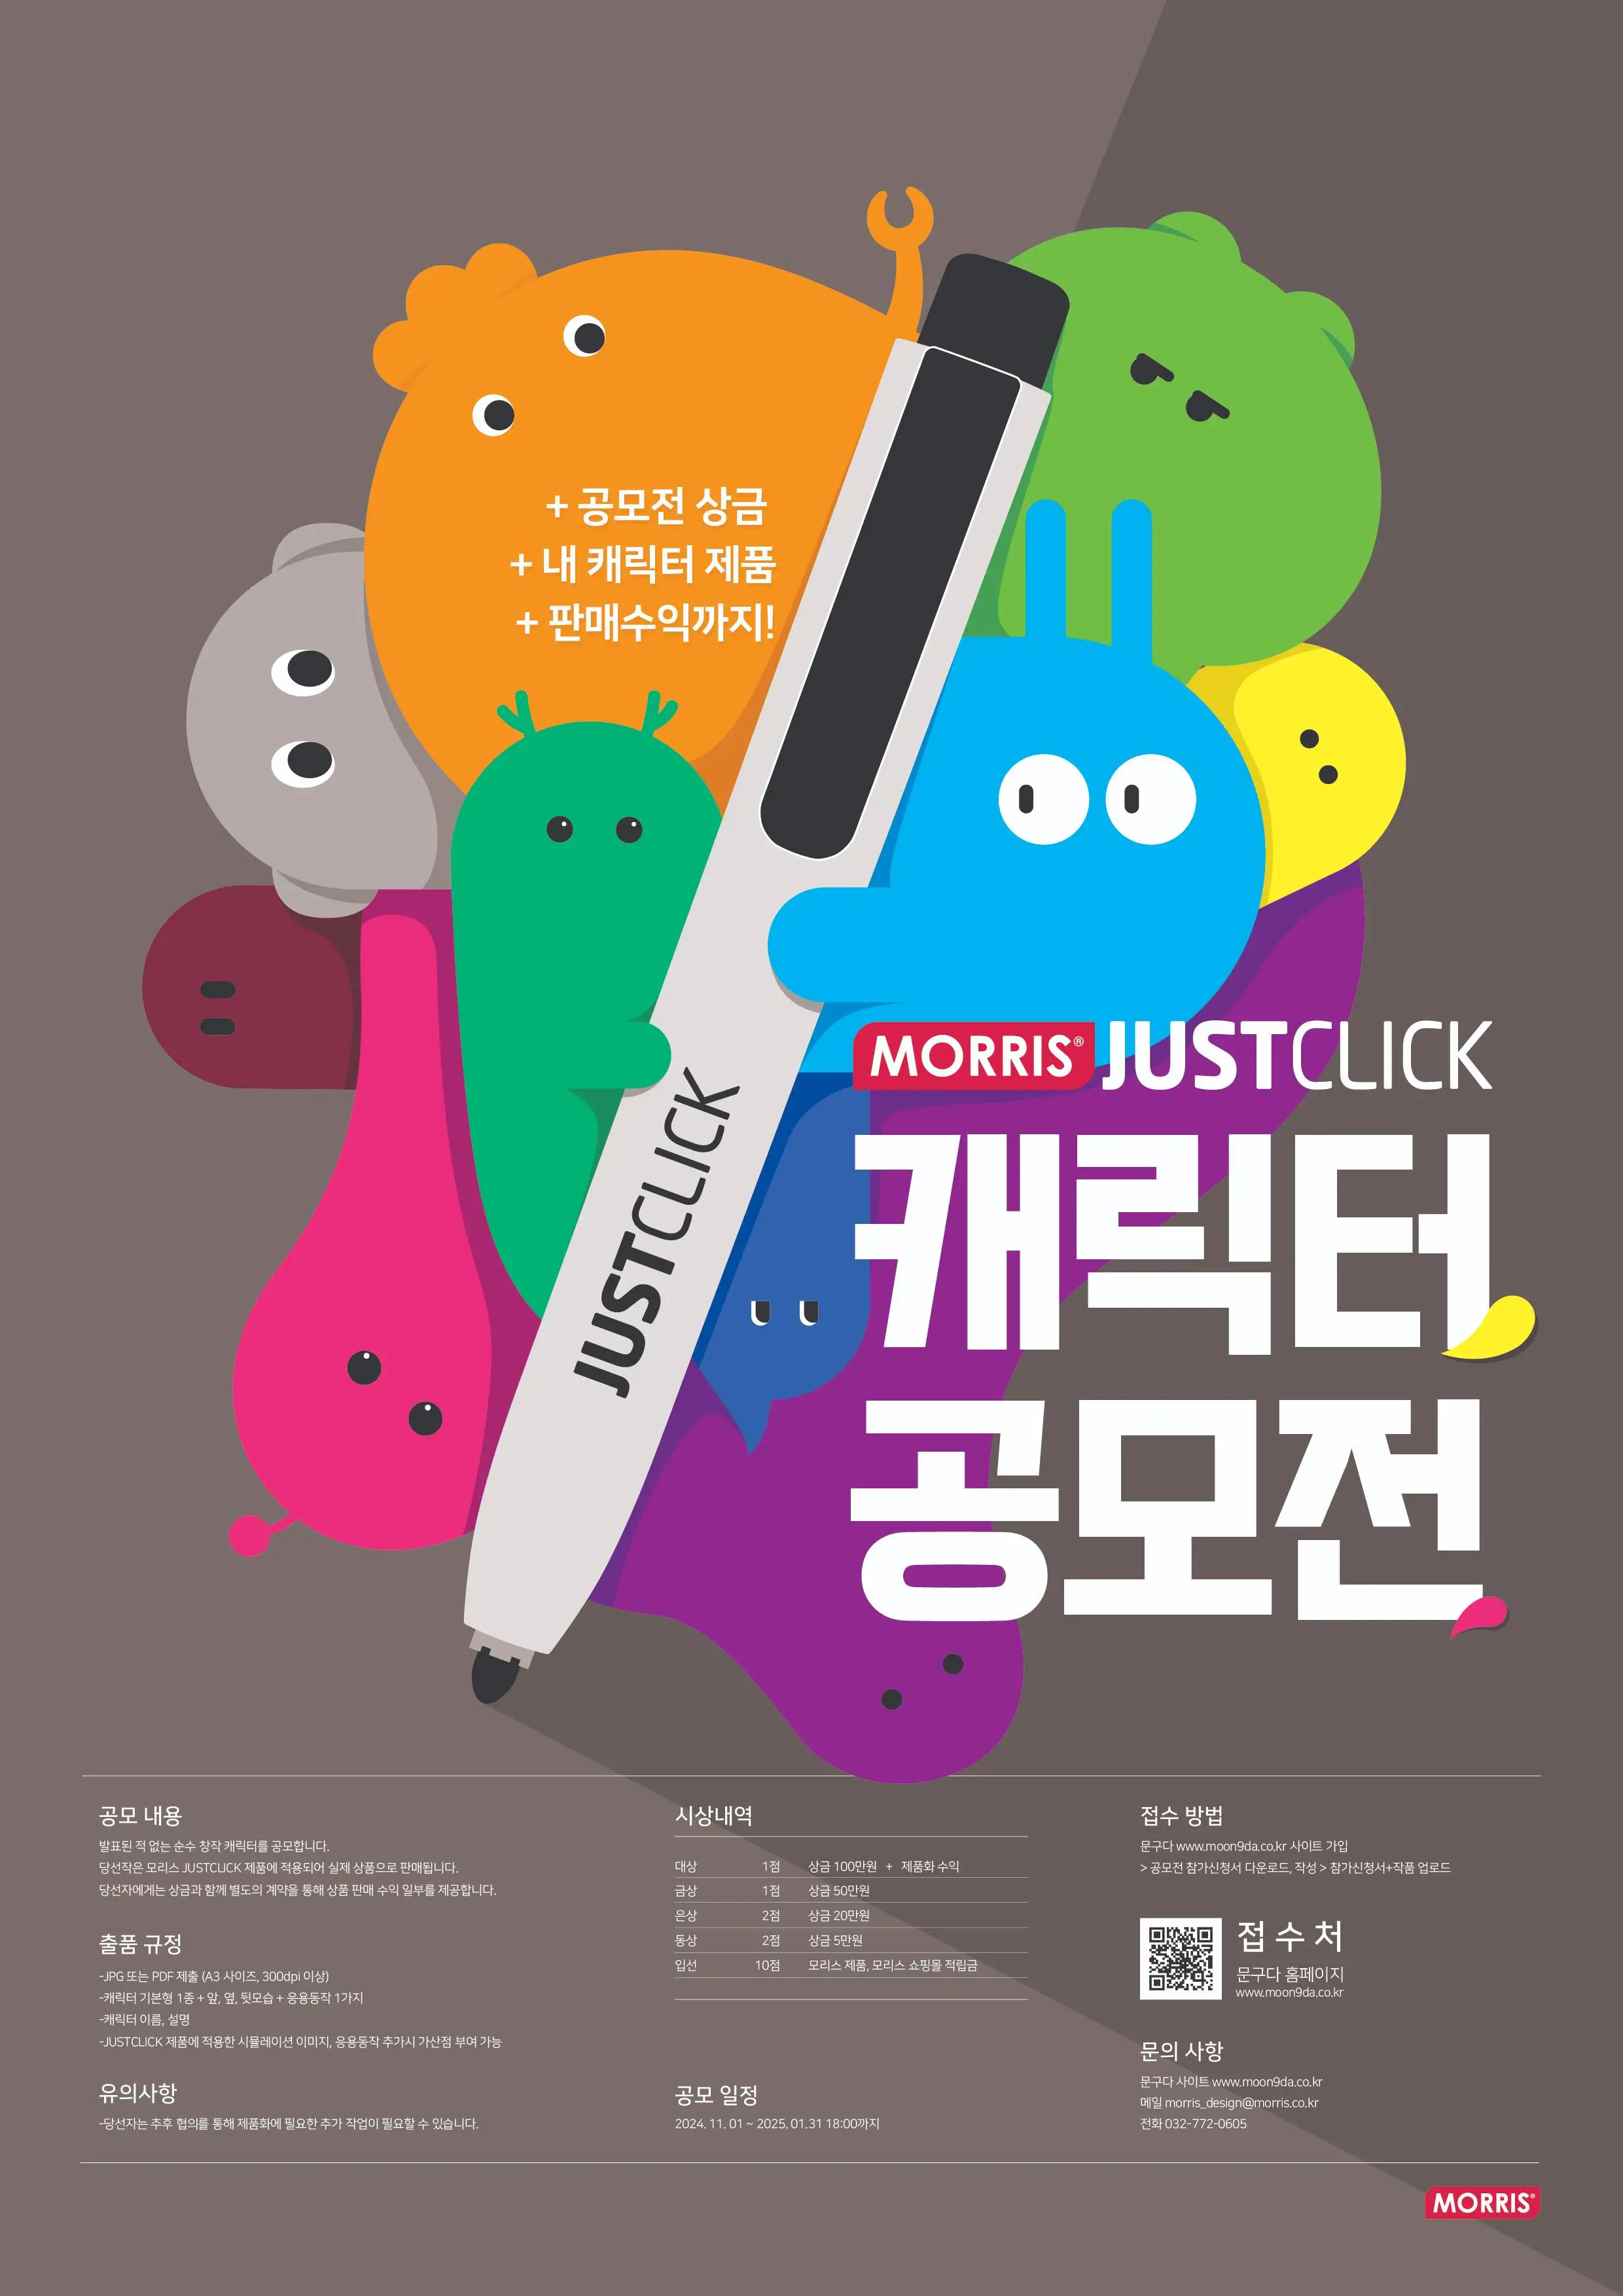 + 공모전 상금
+ 내 캐릭터 제품
+ 판매수익까지!
JUSTCLICK
MORRIS® JUSTCLICK
캐릭터
공모전
공모 내용
발표된 적 없는 순수 창작 캐릭터를 공모합니다.
당선작은 모리스 JUSTCLICK 제품에 적용되어 실제 상품으로 판매됩니다.
당선자에게는 상금과 함께 별도의 계약을 통해 상품 판매 수익 일부를 제공합니다.
출품 규정
-JPG 또는 PDF 제출 (A3 사이즈, 300dpi 이상)
-캐릭터 기본형 1종 + 앞, 옆, 뒷모습 + 응용동작 1가지
-캐릭터 이름, 설명
-JUSTCLICK 제품에 적용한 시뮬레이션 이미지, 응용동작 추가시 가산점 부여 가능
유의사항
-당선자는 추후 협의를 통해 제품화에 필요한 추가 작업이 필요할 수 있습니다.
시상내역
대상 1점 상금 100만원 + 제품화 수익
금상 1점 상금 50만원
은상 2점 상금 20만원
동상 2점 상금 5만원
입선 10점 모리스 제품, 모리스 쇼핑몰 적립금
공모 일정
2024. 11. 01 ~ 2025. 01.31 18:00까지
접수 방법
문구다 www.moon9da.co.kr 사이트 가입
> 공모전 참가신청서 다운로드, 작성 > 참가신청서+작품 업로드
접 수 처
문구다 홈페이지
www.moon9da.co.kr
문의 사항
문구다 사이트 www.moon9da.co.kr
메일 morris_design@morris.co.kr
전화 032-772-0605
MORRIS®